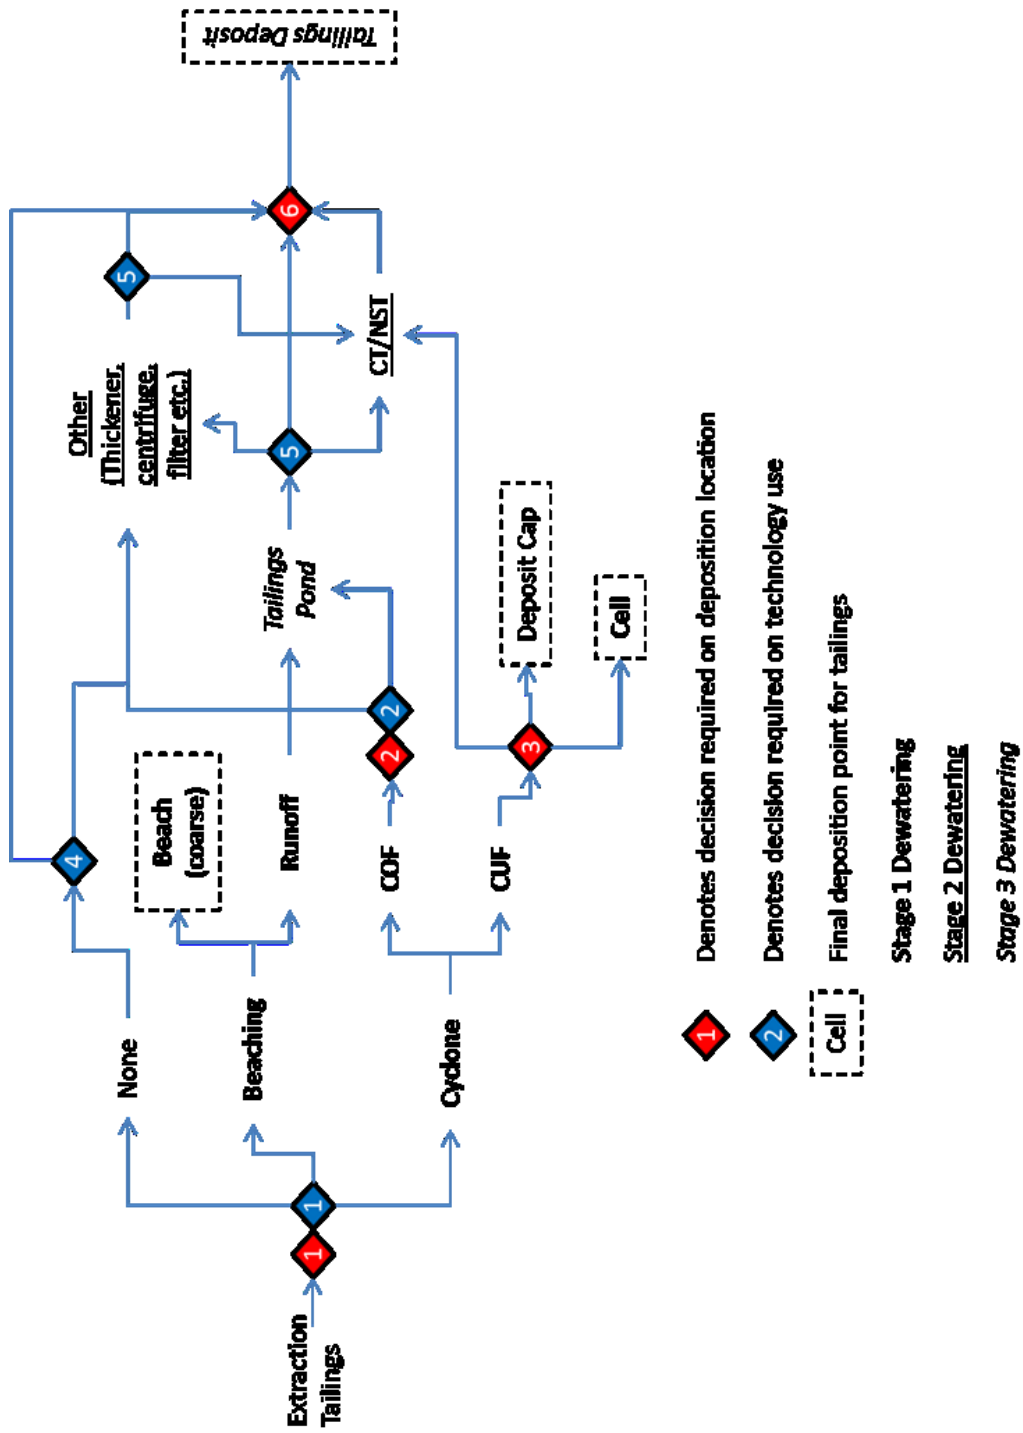 Extraction
Tailings
1
1
None
Beaching
Cyclone
4
Beach
(coarse)
Runoff
COF
CUF
2
2
3
Other
(Thickener,
centrifuge,
filter etc.)
Tailings
Pond
Deposit Cap
Cell
5
5
CT/NST
6
Tailings Deposit
1
Denotes decision required on deposition location
2
Denotes decision required on technology use
Cell
Final deposition point for tailings
Stage 1 Dewatering
Stage 2 Dewatering
Stage 3 Dewatering